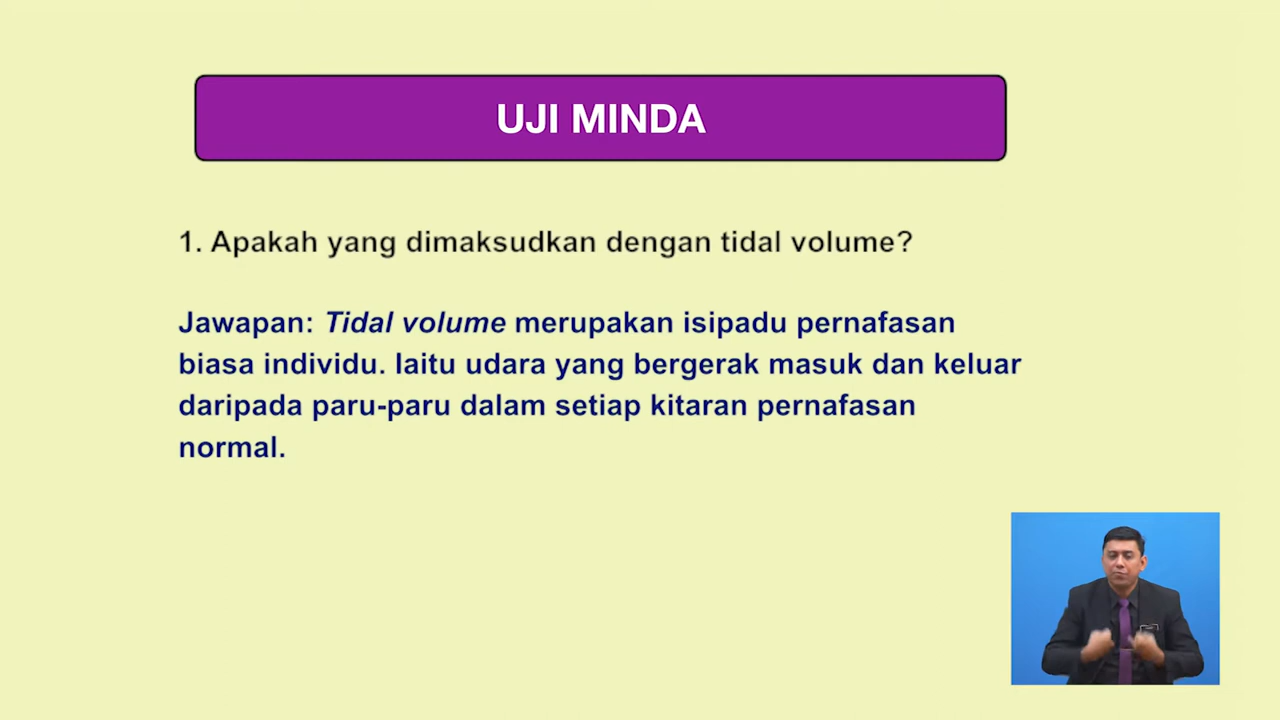 UJI MINDA
1. Apakah yang dimaksudkan dengan tidal volume?
Jawapan: Tidal volume merupakan isipadu pernafasan
biasa individu. Iaitu udara yang bergerak masuk dan keluar
daripada paru-paru dalam setiap kitaran pernafasan
normal.